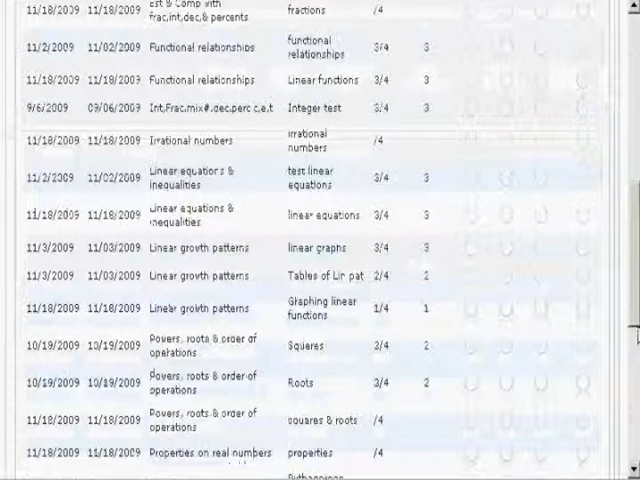 11/18/2009 11/18/2009 Est & Comp with frac,int,dec,& percents fractions /4
11/2/2009 11/02/2009 Functional relationships functional relationships 3/4 3
11/18/2009 11/18/2009 Functional relationships Linear functions 3/4 3
9/6/2009 09/06/2009 Int,Frac,mix#,dec,perc c,e,t Integer test 3/4 3
11/18/2009 11/18/2009 Irrational numbers irrational numbers /4
11/2/2009 11/02/2009 Linear equations & inequalities test linear equations 3/4 3
11/18/2009 11/18/2009 Linear equations & inequalities linear equations 3/4 3
11/3/2009 11/03/2009 Linear growth patterns linear graphs 3/4 3
11/3/2009 11/03/2009 Linear growth patterns Tables of Lin pat 2/4 2
11/18/2009 11/18/2009 Linear growth patterns Graphing linear functions 1/4 1
10/19/2009 10/19/2009 Powers, roots & order of operations Squares 2/4 2
10/19/2009 10/19/2009 Powers, roots & order of operations Roots 2/4 2
11/18/2009 11/18/2009 Powers, roots & order of operations squares & roots /4
11/18/2009 11/18/2009 Properties on real numbers properties /4